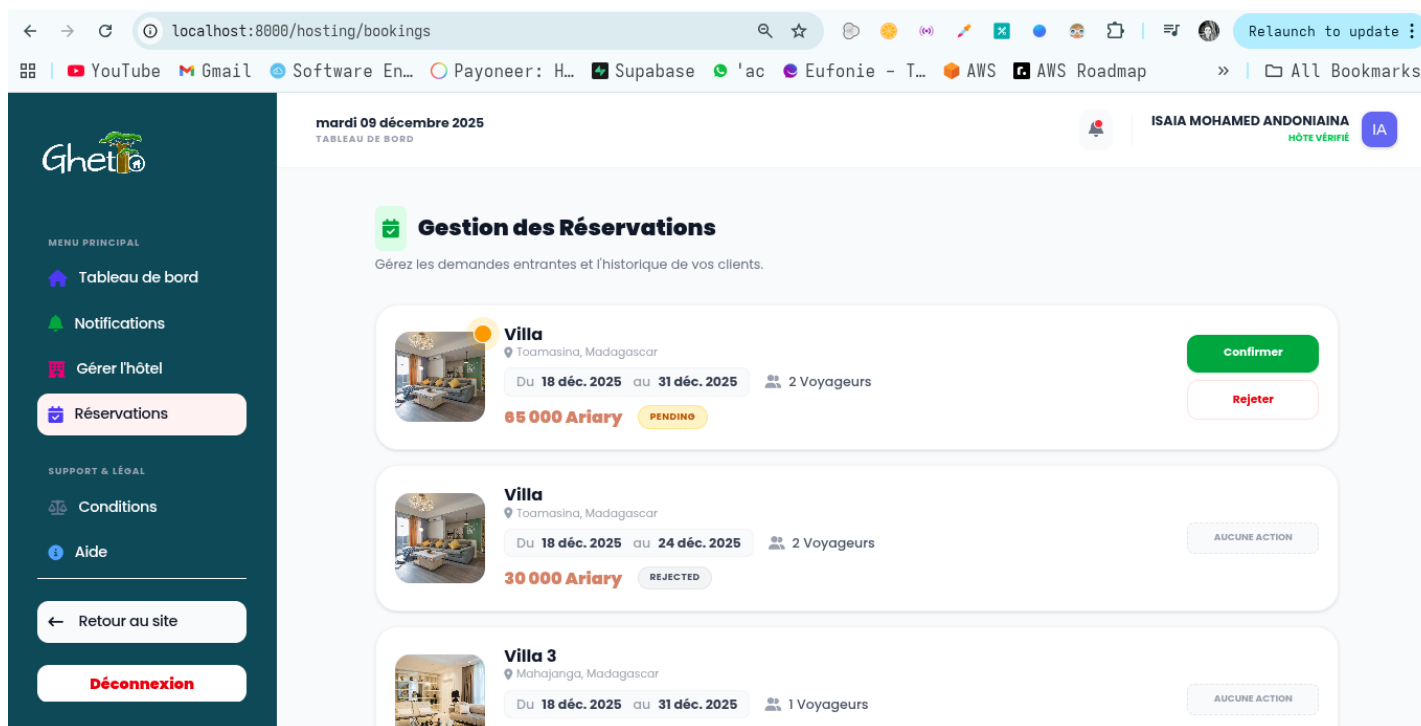 localhost:8000/hosting/bookings
Relaunch to update
YouTube
Gmail
Software En…
Payoneer: H…
Supabase
'ac
Eufonie – T…
AWS
AWS Roadmap
»
All Bookmarks
Ghetto
mardi 09 décembre 2025
TABLEAU DE BORD
ISAIA MOHAMED ANDONIAINA
HÔTE VÉRIFIÉ
IA
MENU PRINCIPAL
Tableau de bord
Notifications
Gérer l'hôtel
Réservations
SUPPORT & LÉGAL
Conditions
Aide
Retour au site
Déconnexion
Gestion des Réservations
Gérez les demandes entrantes et l'historique de vos clients.
Villa
Toamasina, Madagascar
Du 18 déc. 2025 au 31 déc. 2025 2 Voyageurs
65 000 Ariary PENDING
Confirmer
Rejeter
Villa
Toamasina, Madagascar
Du 18 déc. 2025 au 24 déc. 2025 2 Voyageurs
30 000 Ariary REJECTED
AUCUNE ACTION
Villa 3
Mahajanga, Madagascar
Du 18 déc. 2025 au 31 déc. 2025 1 Voyageurs
AUCUNE ACTION